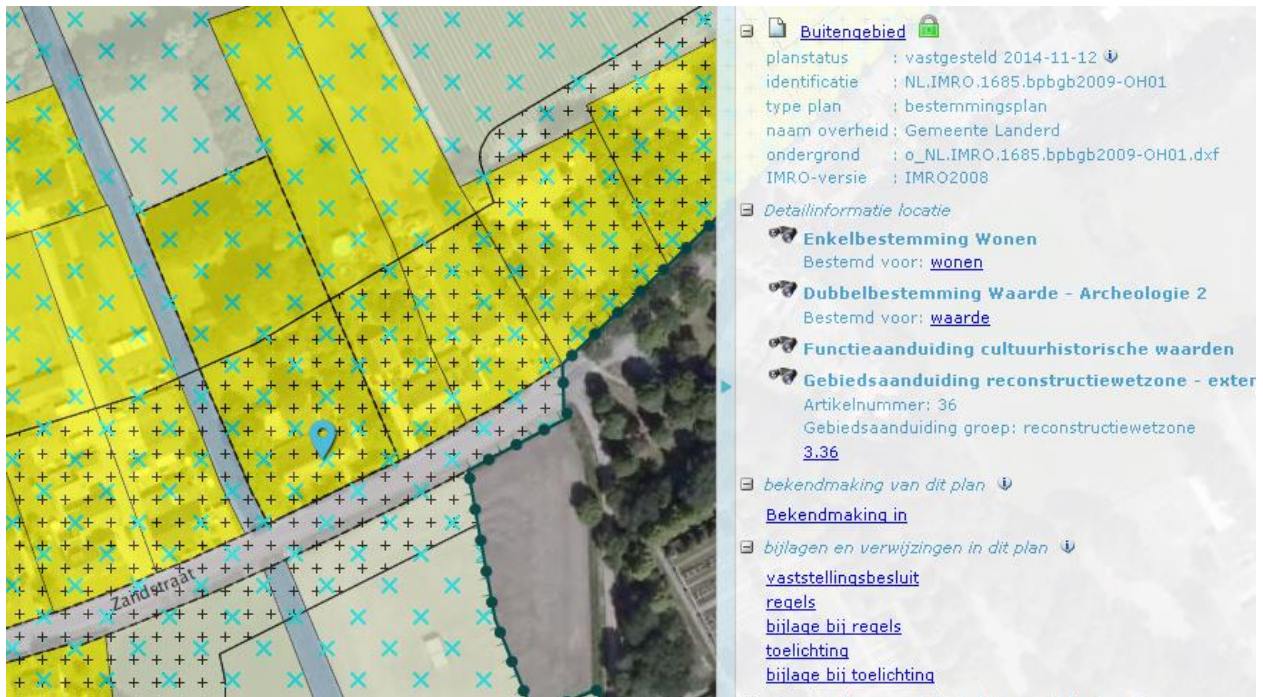 Zandstraat
Buitengebied
planstatus : vastgesteld 2014-11-12
identificatie : NL.IMRO.1685.bpbgb2009-OH01
type plan : bestemmingsplan
naam overheid : Gemeente Landerd
ondergrond : o_NL.IMRO.1685.bpbgb2009-OH01.dxf
IMRO-versie : IMRO2008
Detailinformatie locatie
Enkelbestemming Wonen
Bestemd voor: wonen
Dubbelbestemming Waarde - Archeologie 2
Bestemd voor: waarde
Functieaanduiding cultuurhistorische waarden
Gebiedsaanduiding reconstructiewetzone - exter
Artikelnummer: 36
Gebiedsaanduiding groep: reconstructiewetzone
3.36
bekendmaking van dit plan
Bekendmaking in
bijlagen en verwijzingen in dit plan
vaststellingsbesluit
regels
bijlage bij regels
toelichting
bijlage bij toelichting